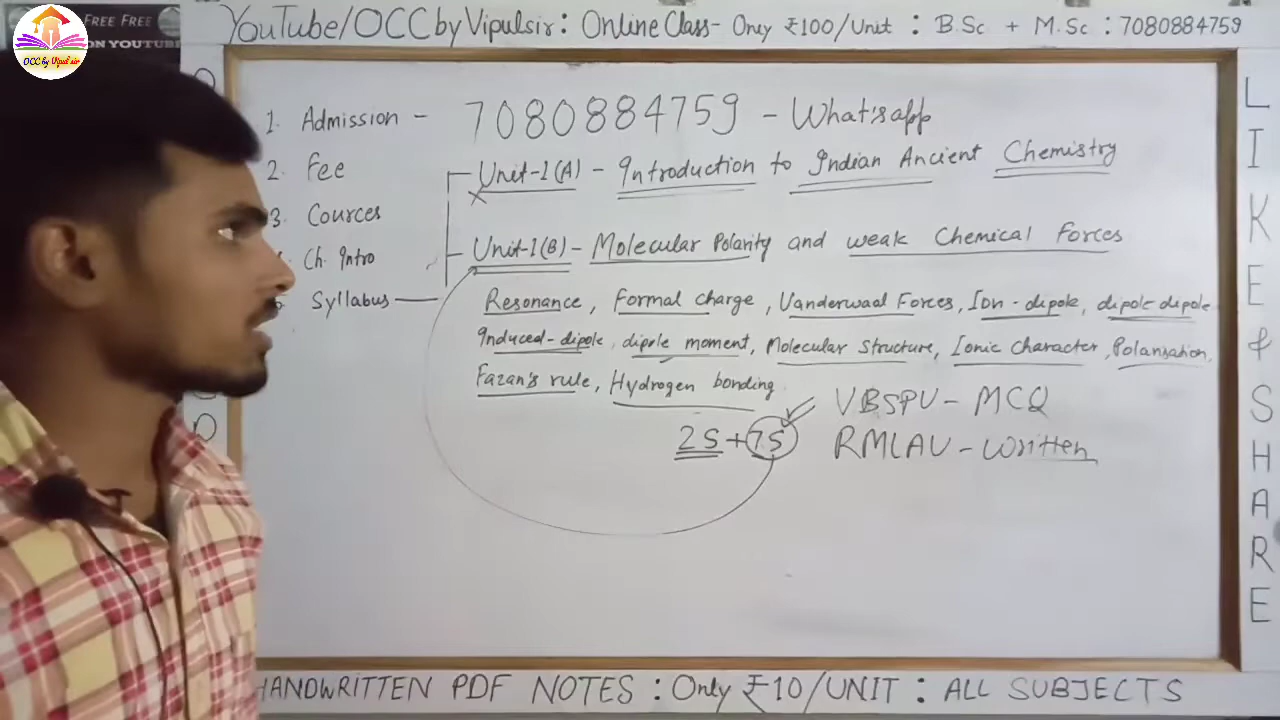 FREE FREE
ON YOUTUBE
OCC by Vipul sir
YouTube/OCC by Vipulsir : Online Class - Only ₹100/Unit : B.Sc + M.Sc : 7080884759
1. Admission - 7080884759 - What'sapp
2. Fee
Unit-1(A) - Introduction to Indian Ancient Chemistry
3. Cources
Unit-1(B) - Molecular Polarity and weak Chemical Forces
Ch. Intro
Syllabus
Resonance, Formal charge, Vanderwaal Forces, Ion-dipole, dipole-dipole
Induced-dipole, dipole moment, Molecular Structure, Ionic Character, Polarisation,
Fazan's rule, Hydrogen bonding.
VBSPU - MCQ
2S + 7S
RMLAU - Written
HANDWRITTEN PDF NOTES : Only ₹10/UNIT : ALL SUBJECTS
LIKE & SHARE